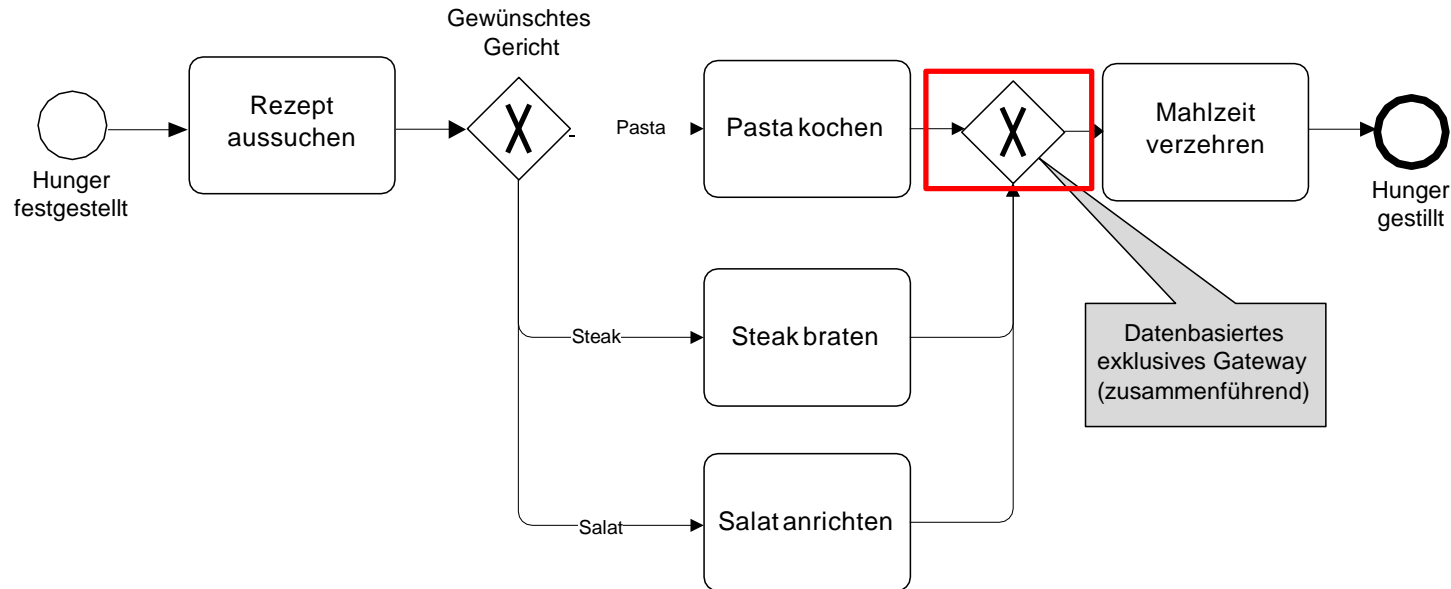 Gewünschtes
Gericht
Rezept
aussuchen
Pasta
Pasta kochen
Mahlzeit
verzehren
Hunger
festgestellt
Hunger
gestillt
Steak
Steak braten
Datenbasiertes
exklusives Gateway
(zusammenführend)
Salat
Salat anrichten